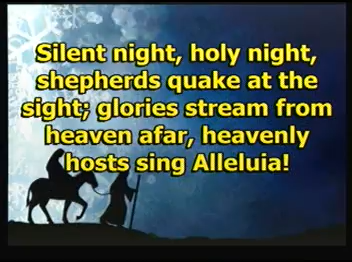 Silent night, holy night,
shepherds quake at the
sight; glories stream from
heaven afar, heavenly
hosts sing Alleluia!